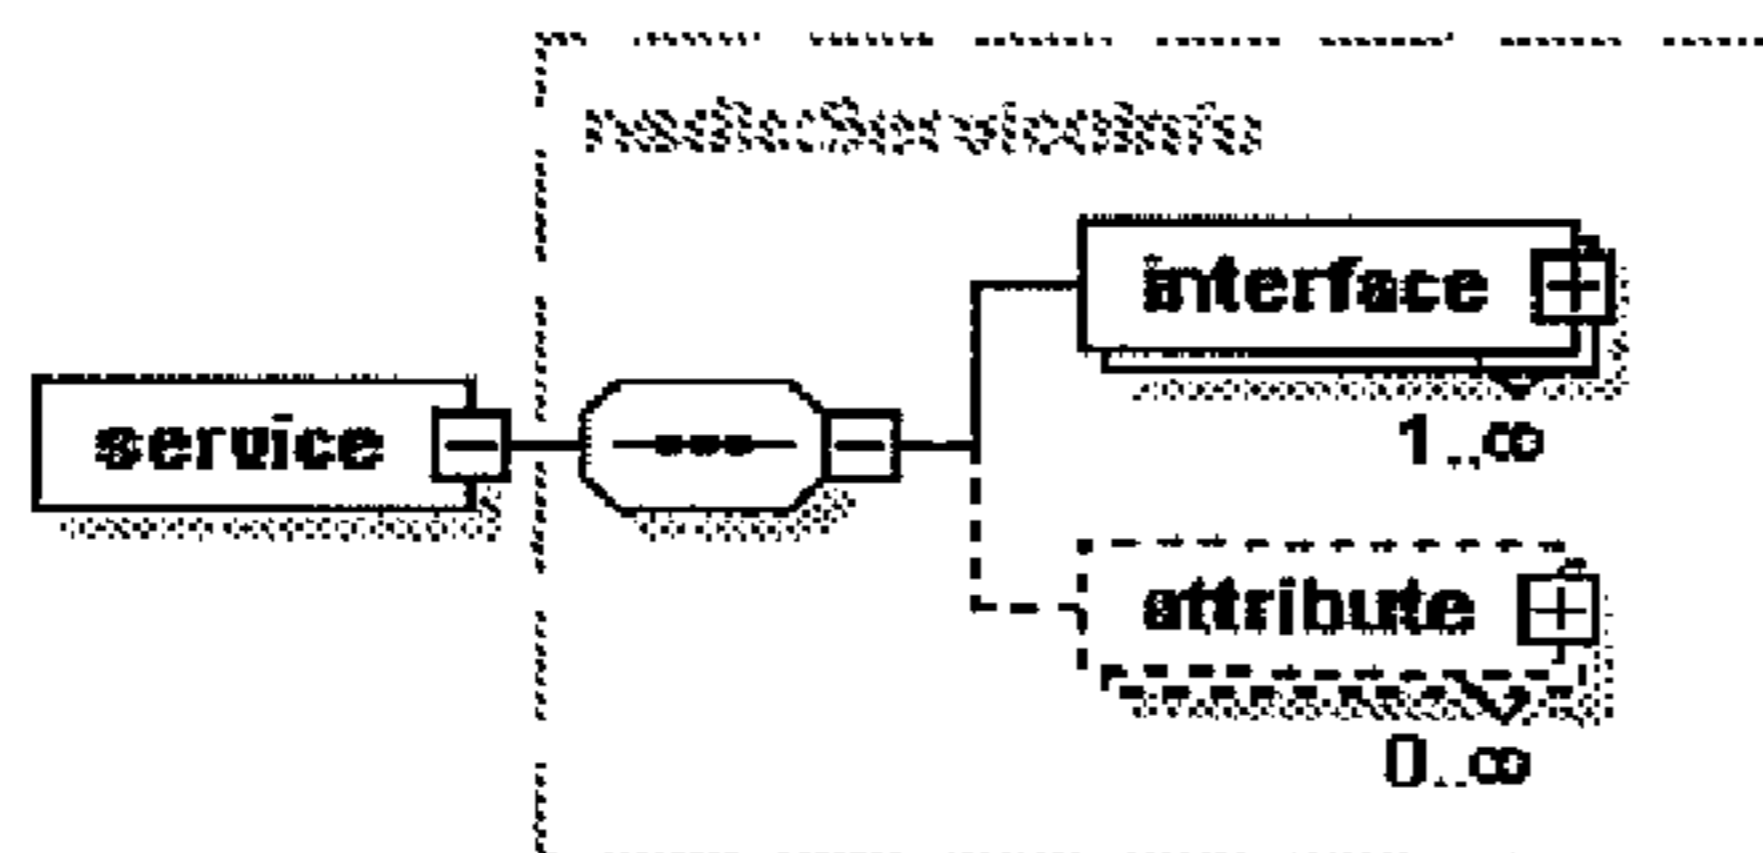 service
interface
1..∞
attribute
0..∞